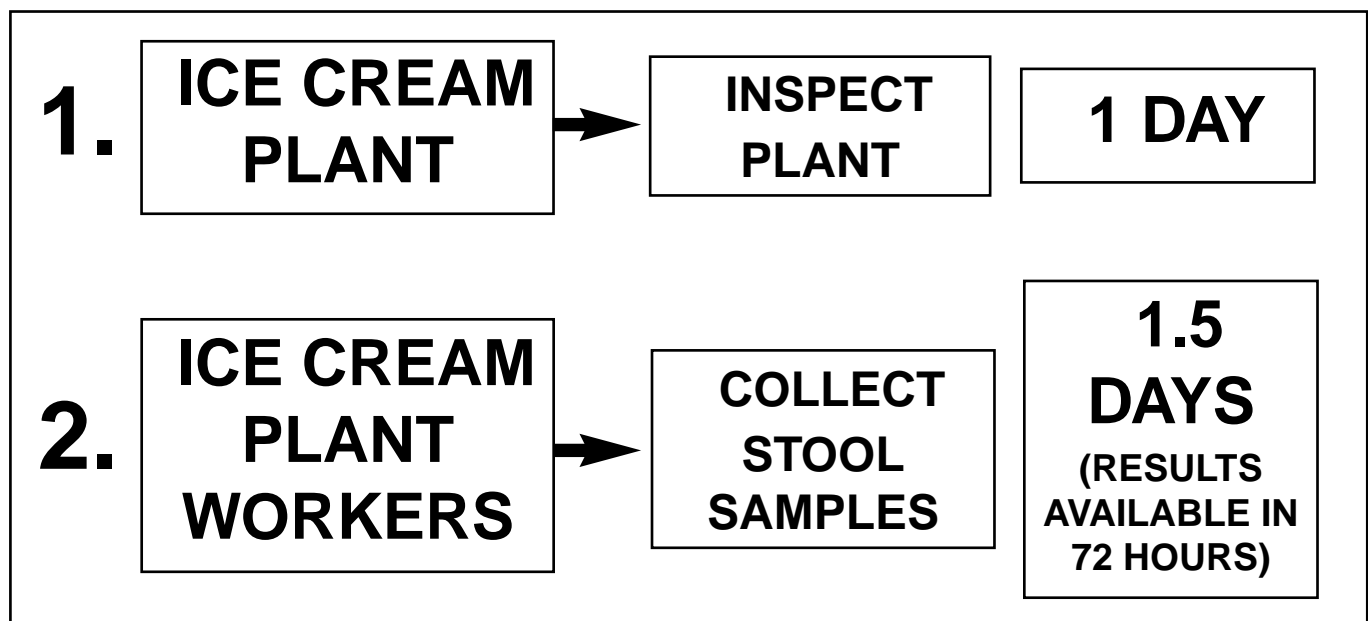 1.
ICE CREAM
PLANT
INSPECT
PLANT
1 DAY
2.
ICE CREAM
PLANT
WORKERS
COLLECT
STOOL
SAMPLES
1.5
DAYS
(RESULTS
AVAILABLE IN
72 HOURS)